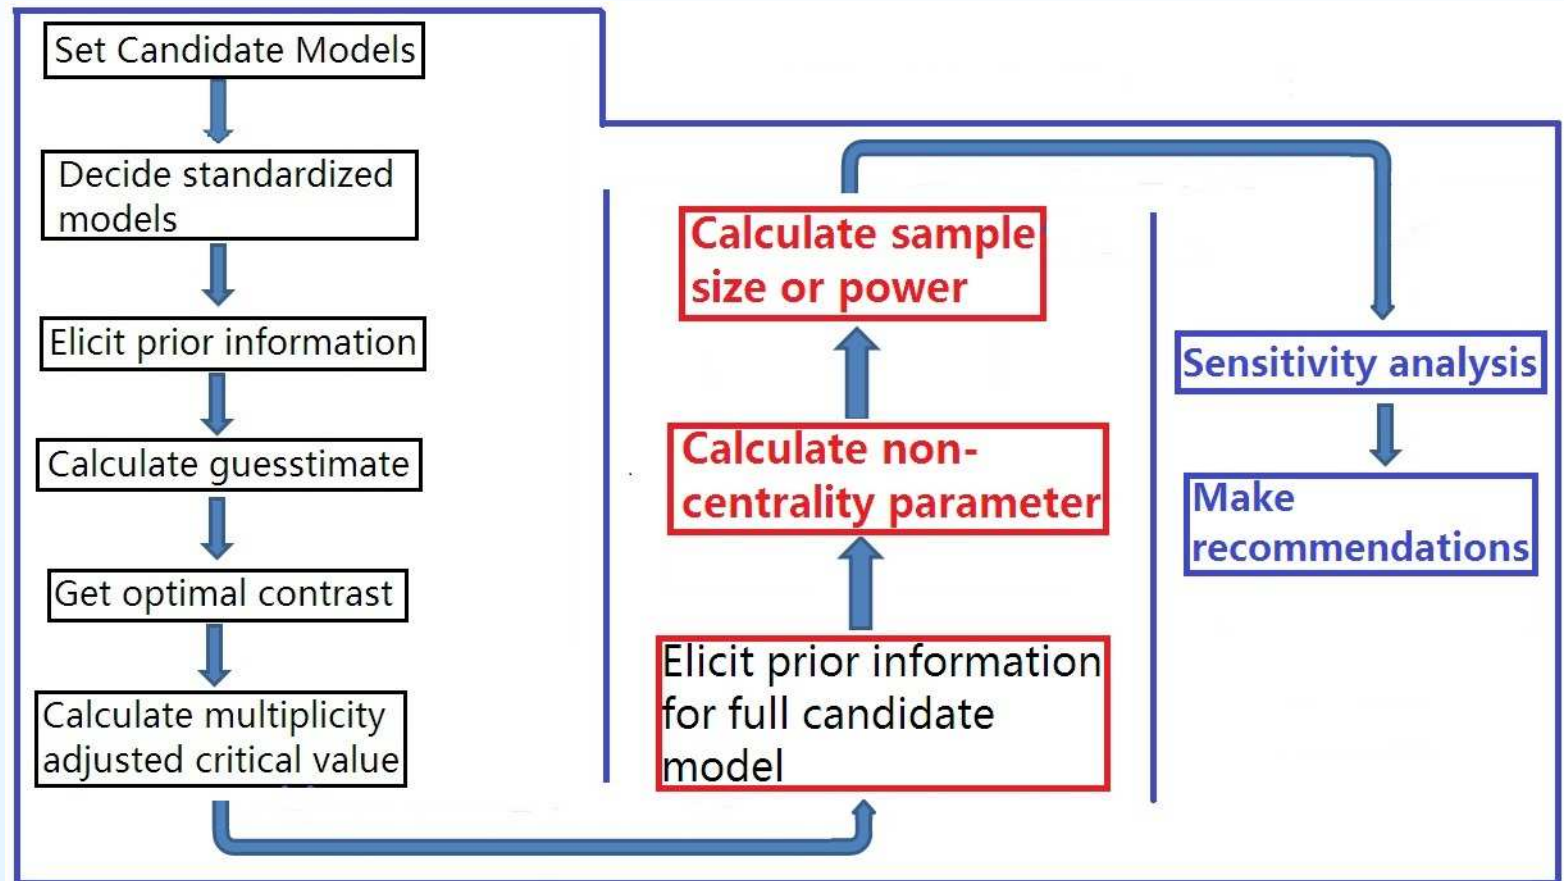 Set Candidate Models
Decide standardized
models
Elicit prior information
Calculate guesstimate
Get optimal contrast
Calculate multiplicity
adjusted critical value
Elicit prior information
for full candidate
model
Calculate non-
centrality parameter
Calculate sample
size or power
Sensitivity analysis
Make
recommendations